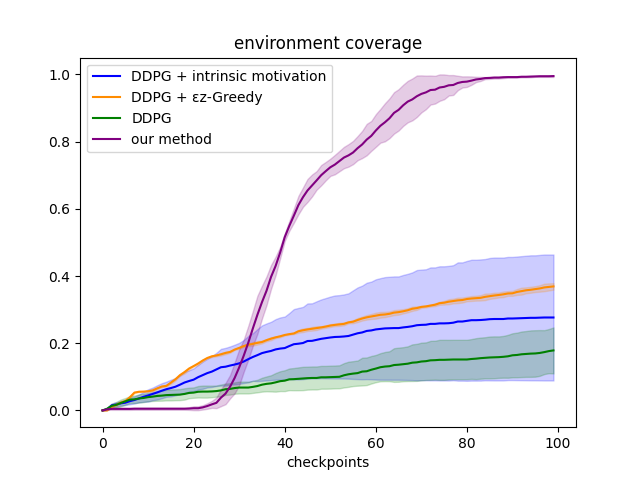 environment coverage
1.0
0.8
0.6
0.4
0.2
0.0
DDPG + intrinsic motivation
DDPG + εz-Greedy
DDPG
our method
0 20 40 60 80 100
checkpoints